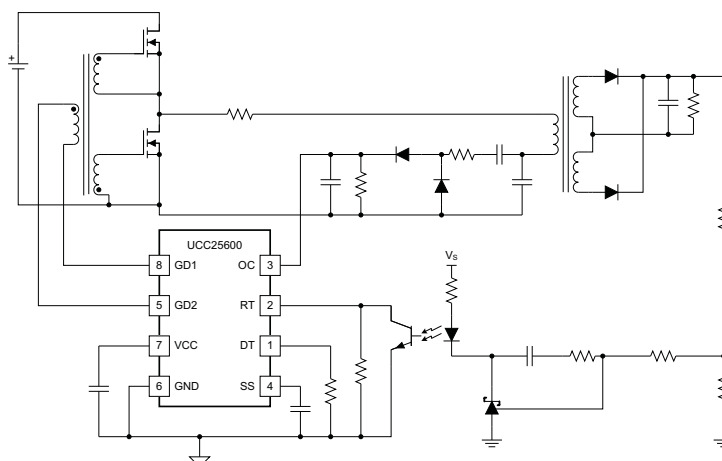 +
UCC25600
8 GD1 OC 3
5 GD2 RT 2
7 VCC DT 1
6 GND SS 4
VS